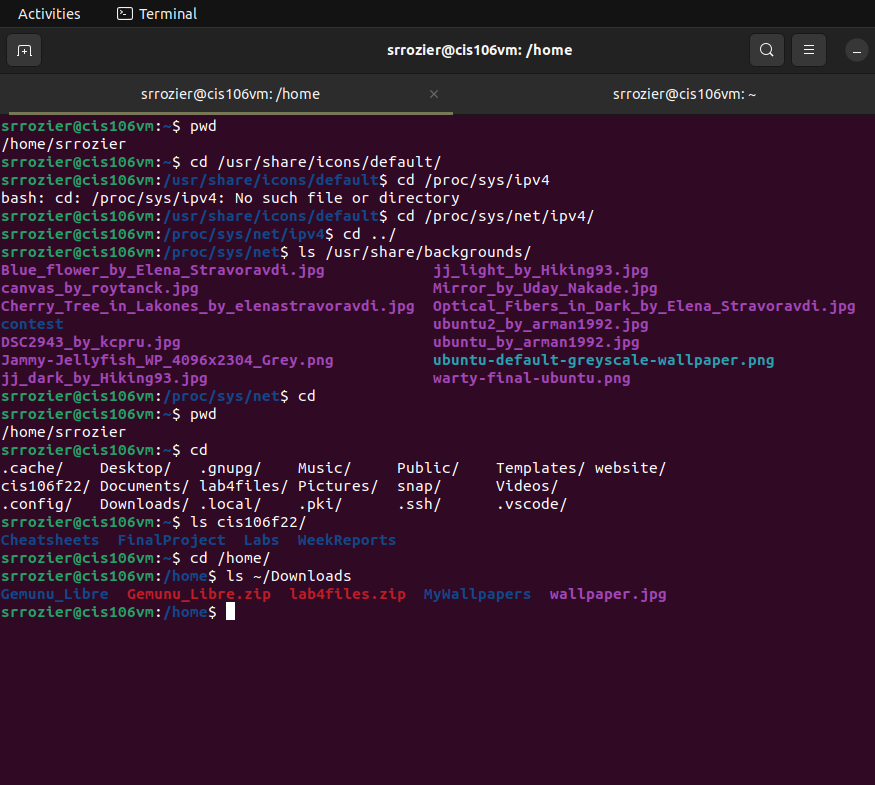 Activities Terminal
srrozier@cis106vm: /home
srrozier@cis106vm: /home × srrozier@cis106vm: ~
srrozier@cis106vm:~$ pwd
/home/srrozier
srrozier@cis106vm:~$ cd /usr/share/icons/default/
srrozier@cis106vm:/usr/share/icons/default$ cd /proc/sys/ipv4
bash: cd: /proc/sys/ipv4: No such file or directory
srrozier@cis106vm:/usr/share/icons/default$ cd /proc/sys/net/ipv4/
srrozier@cis106vm:/proc/sys/net/ipv4$ cd ../
srrozier@cis106vm:/proc/sys/net$ ls /usr/share/backgrounds/
Blue_flower_by_Elena_Stravoravdi.jpg jj_light_by_Hiking93.jpg
canvas_by_roytanck.jpg Mirror_by_Uday_Nakade.jpg
Cherry_Tree_in_Lakones_by_elenastravoravdi.jpg Optical_Fibers_in_Dark_by_Elena_Stravoravdi.jpg
contest ubuntu2_by_arman1992.jpg
DSC2943_by_kcpru.jpg ubuntu_by_arman1992.jpg
Jammy-Jellyfish_WP_4096x2304_Grey.png ubuntu-default-greyscale-wallpaper.png
jj_dark_by_Hiking93.jpg warty-final-ubuntu.png
srrozier@cis106vm:/proc/sys/net$ cd
srrozier@cis106vm:~$ pwd
/home/srrozier
srrozier@cis106vm:~$ cd
.cache/ Desktop/ .gnupg/ Music/ Public/ Templates/ website/
cis106f22/ Documents/ lab4files/ Pictures/ snap/ Videos/
.config/ Downloads/ .local/ .pki/ .ssh/ .vscode/
srrozier@cis106vm:~$ ls cis106f22/
Cheatsheets FinalProject Labs WeekReports
srrozier@cis106vm:~$ cd /home/
srrozier@cis106vm:/home$ ls ~/Downloads
Gemunu_Libre Gemunu_Libre.zip lab4files.zip MyWallpapers wallpaper.jpg
srrozier@cis106vm:/home$